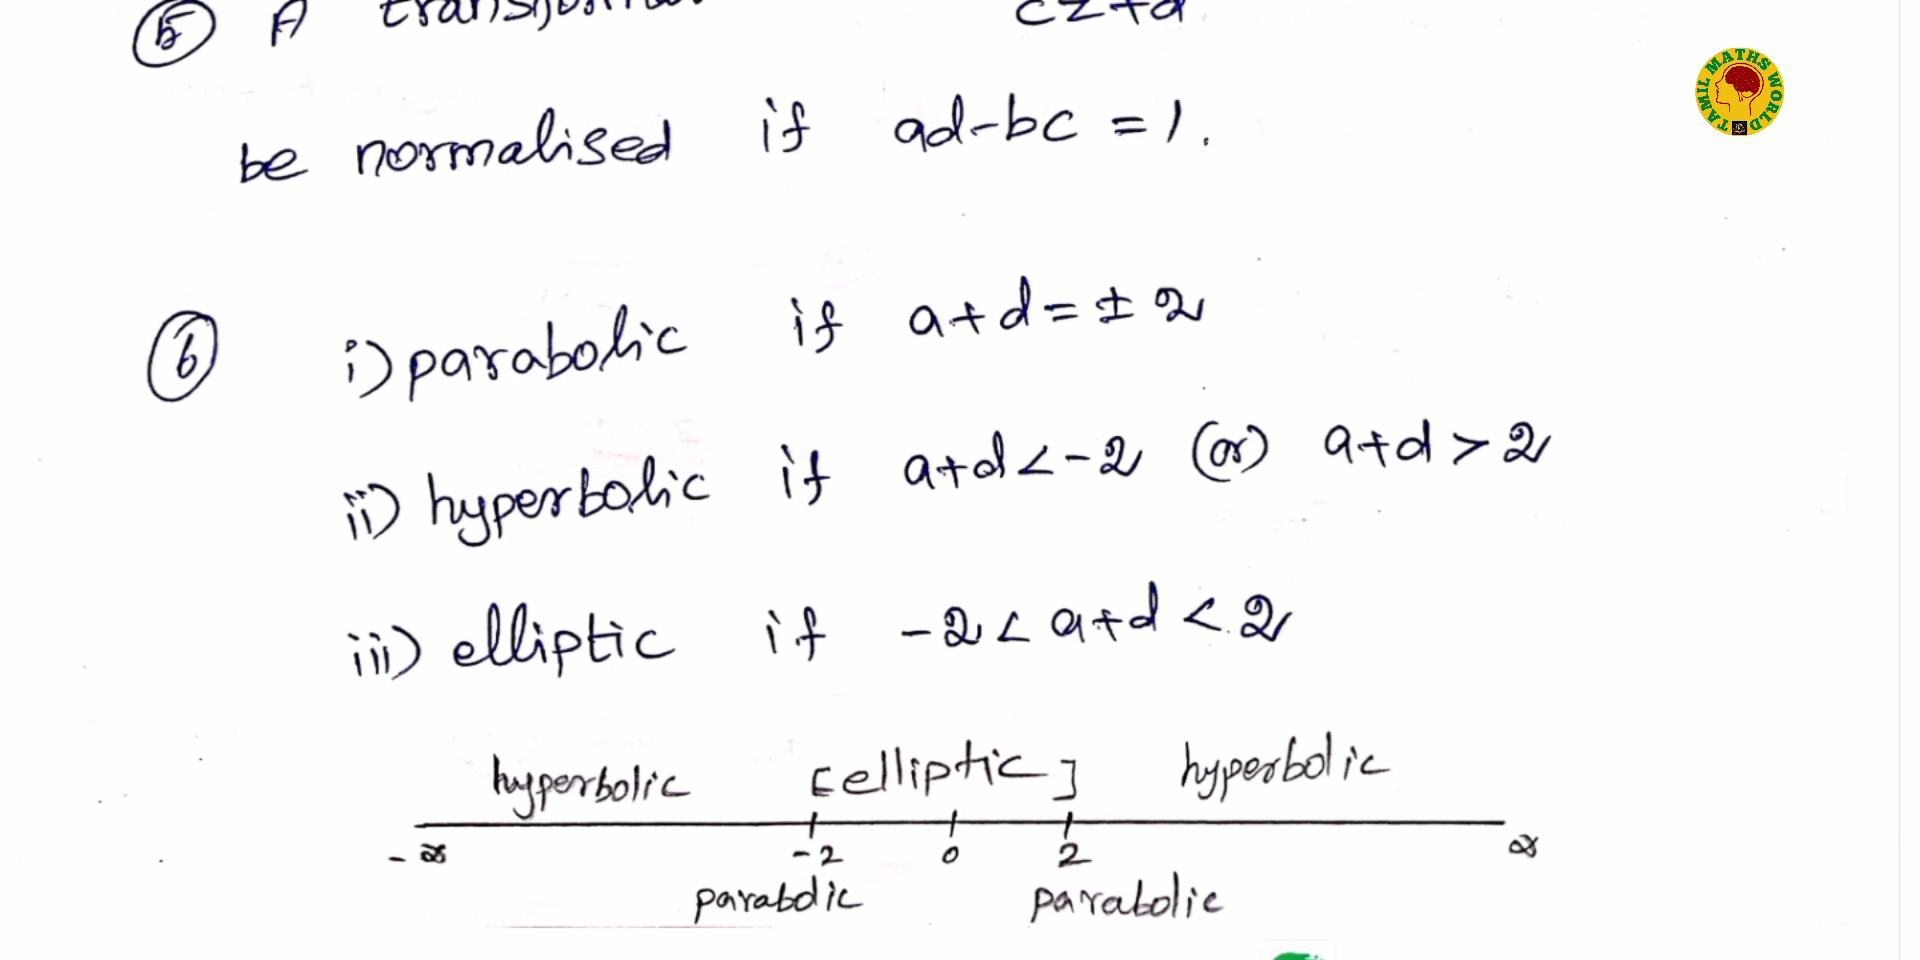 ⑤ A cz+d
be normalised if ad-bc = 1.
⑥ i) parabolic if a+d = ± 2
ii) hyperbolic if a+d < -2 (or) a+d > 2
iii) elliptic if -2 < a+d < 2
hyperbolic [elliptic] hyperbolic
-∞ -2 0 2 ∞
parabolic parabolic
TAMIL MATHS WORLD